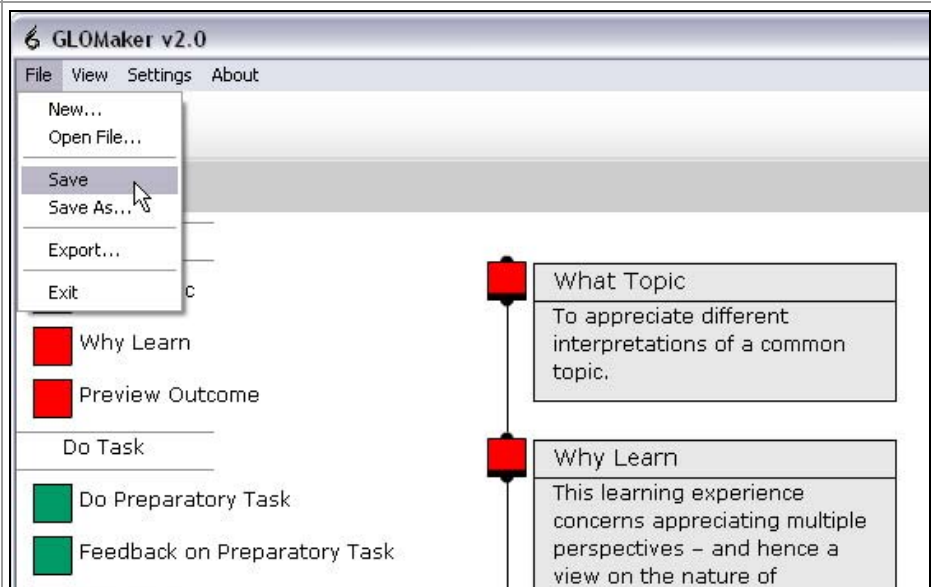 GLOMaker v2.0
File View Settings About
New...
Open File...
Save
Save As...
Export...
Exit
c
Why Learn
Preview Outcome
Do Task
Do Preparatory Task
Feedback on Preparatory Task
What Topic
To appreciate different
interpretations of a common
topic.
Why Learn
This learning experience
concerns appreciating multiple
perspectives – and hence a
view on the nature of